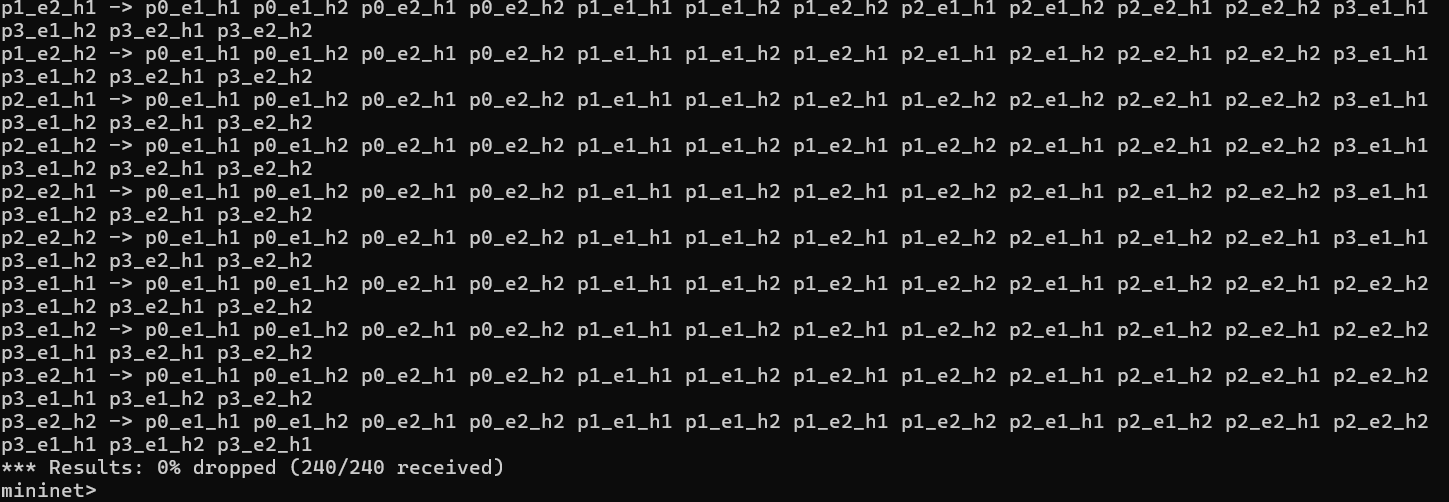 p1_e2_h1 -> p0_e1_h1 p0_e1_h2 p0_e2_h1 p0_e2_h2 p1_e1_h1 p1_e1_h2 p1_e2_h2 p2_e1_h1 p2_e1_h2 p2_e2_h1 p2_e2_h2 p3_e1_h1
p3_e1_h2 p3_e2_h1 p3_e2_h2
p1_e2_h2 -> p0_e1_h1 p0_e1_h2 p0_e2_h1 p0_e2_h2 p1_e1_h1 p1_e1_h2 p1_e2_h1 p2_e1_h1 p2_e1_h2 p2_e2_h1 p2_e2_h2 p3_e1_h1
p3_e1_h2 p3_e2_h1 p3_e2_h2
p2_e1_h1 -> p0_e1_h1 p0_e1_h2 p0_e2_h1 p0_e2_h2 p1_e1_h1 p1_e1_h2 p1_e2_h1 p1_e2_h2 p2_e1_h2 p2_e2_h1 p2_e2_h2 p3_e1_h1
p3_e1_h2 p3_e2_h1 p3_e2_h2
p2_e1_h2 -> p0_e1_h1 p0_e1_h2 p0_e2_h1 p0_e2_h2 p1_e1_h1 p1_e1_h2 p1_e2_h1 p1_e2_h2 p2_e1_h1 p2_e2_h1 p2_e2_h2 p3_e1_h1
p3_e1_h2 p3_e2_h1 p3_e2_h2
p2_e2_h1 -> p0_e1_h1 p0_e1_h2 p0_e2_h1 p0_e2_h2 p1_e1_h1 p1_e1_h2 p1_e2_h1 p1_e2_h2 p2_e1_h1 p2_e1_h2 p2_e2_h2 p3_e1_h1
p3_e1_h2 p3_e2_h1 p3_e2_h2
p2_e2_h2 -> p0_e1_h1 p0_e1_h2 p0_e2_h1 p0_e2_h2 p1_e1_h1 p1_e1_h2 p1_e2_h1 p1_e2_h2 p2_e1_h1 p2_e1_h2 p2_e2_h1 p3_e1_h1
p3_e1_h2 p3_e2_h1 p3_e2_h2
p3_e1_h1 -> p0_e1_h1 p0_e1_h2 p0_e2_h1 p0_e2_h2 p1_e1_h1 p1_e1_h2 p1_e2_h1 p1_e2_h2 p2_e1_h1 p2_e1_h2 p2_e2_h1 p2_e2_h2
p3_e1_h2 p3_e2_h1 p3_e2_h2
p3_e1_h2 -> p0_e1_h1 p0_e1_h2 p0_e2_h1 p0_e2_h2 p1_e1_h1 p1_e1_h2 p1_e2_h1 p1_e2_h2 p2_e1_h1 p2_e1_h2 p2_e2_h1 p2_e2_h2
p3_e1_h1 p3_e2_h1 p3_e2_h2
p3_e2_h1 -> p0_e1_h1 p0_e1_h2 p0_e2_h1 p0_e2_h2 p1_e1_h1 p1_e1_h2 p1_e2_h1 p1_e2_h2 p2_e1_h1 p2_e1_h2 p2_e2_h1 p2_e2_h2
p3_e1_h1 p3_e1_h2 p3_e2_h2
p3_e2_h2 -> p0_e1_h1 p0_e1_h2 p0_e2_h1 p0_e2_h2 p1_e1_h1 p1_e1_h2 p1_e2_h1 p1_e2_h2 p2_e1_h1 p2_e1_h2 p2_e2_h1 p2_e2_h2
p3_e1_h1 p3_e1_h2 p3_e2_h1
*** Results: 0% dropped (240/240 received)
mininet>